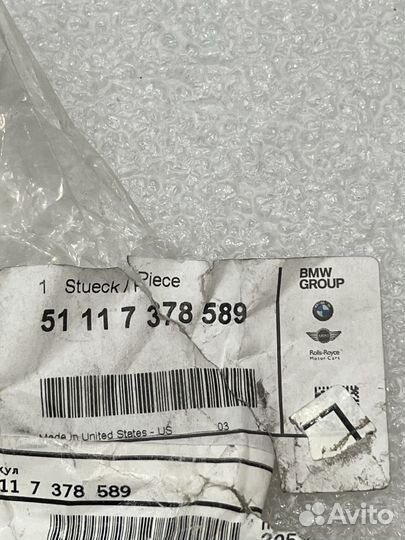 1 Stueck / Piece
51 11 7 378 589
BMW
GROUP
Rolls-Royce
Motor Cars
Made in United States - US 03
11 7 378 589
Avito